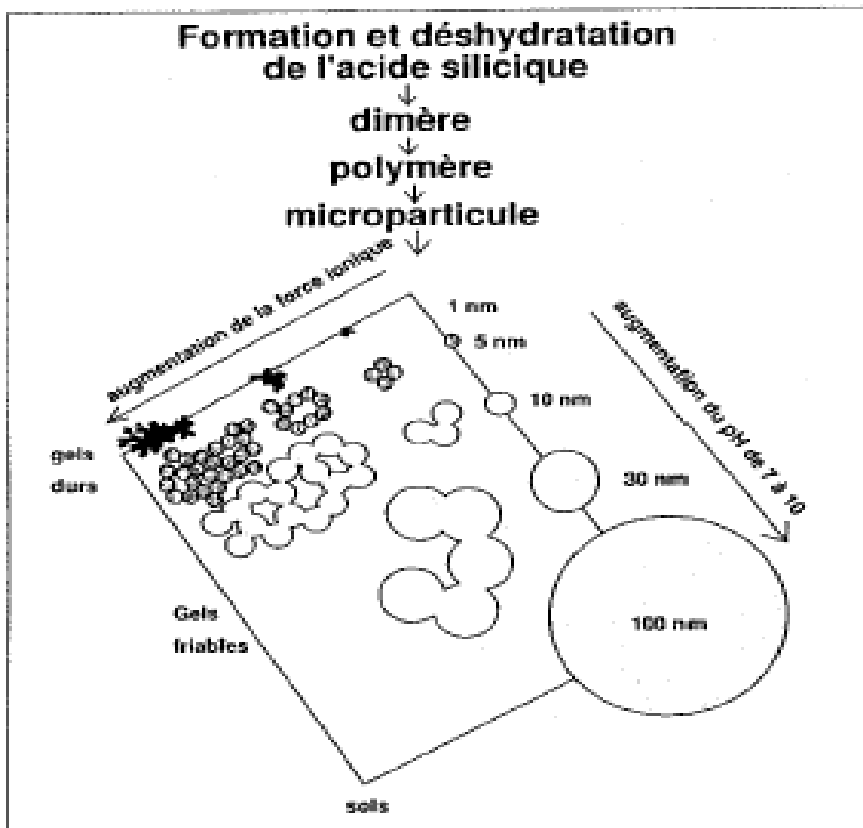 Formation et déshydratation
de l'acide silicique
dimère
polymère
microparticule
augmentation de la force ionique
1 nm
5 nm
10 nm
30 nm
100 nm
augmentation du pH de 7 à 10
gels
durs
Gels
friables
sols